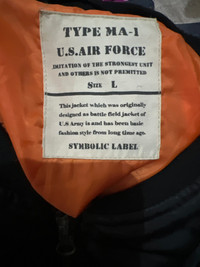 TYPE MA-1
U.S.AIR FORCE
IMITATION OF THE STRONGEST UNIT
AND OTHERS IS NOT PREMITTED
SIZE L
This jacket which was originally
designed as battle field jacket of
U.S Army is and has been basic
fashion style from long time ago.
SYMBOLIC LABEL